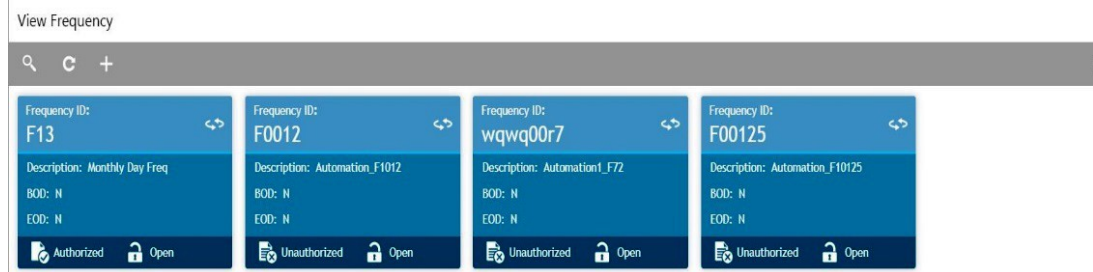 View Frequency
Frequency ID:
F13
Description: Monthly Day Freq
BOD: N
EOD: N
Authorized Open
Frequency ID:
F0012
Description: Automation_F1012
BOD: N
EOD: N
Unauthorized Open
Frequency ID:
wqwq00r7
Description: Automation1_F72
BOD: N
EOD: N
Unauthorized Open
Frequency ID:
F00125
Description: Automation_F10125
BOD: N
EOD: N
Unauthorized Open